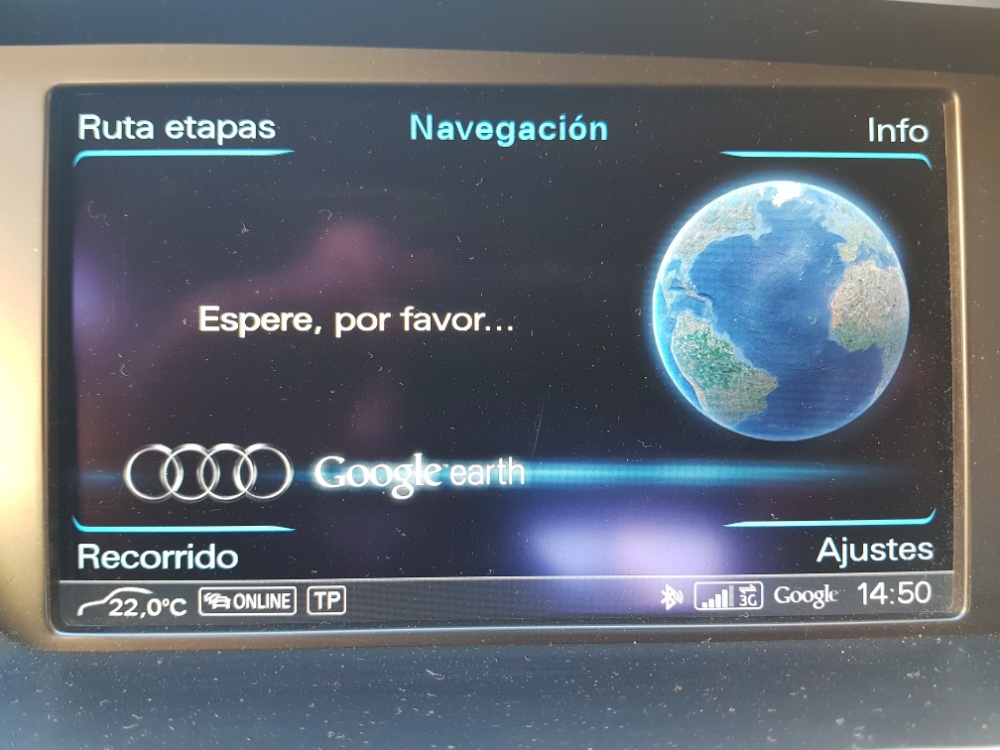 Ruta etapas
Navegación
Info
Espere, por favor...
Google earth
Recorrido
Ajustes
22,0°C
ONLINE
TP
3G
Google
14:50